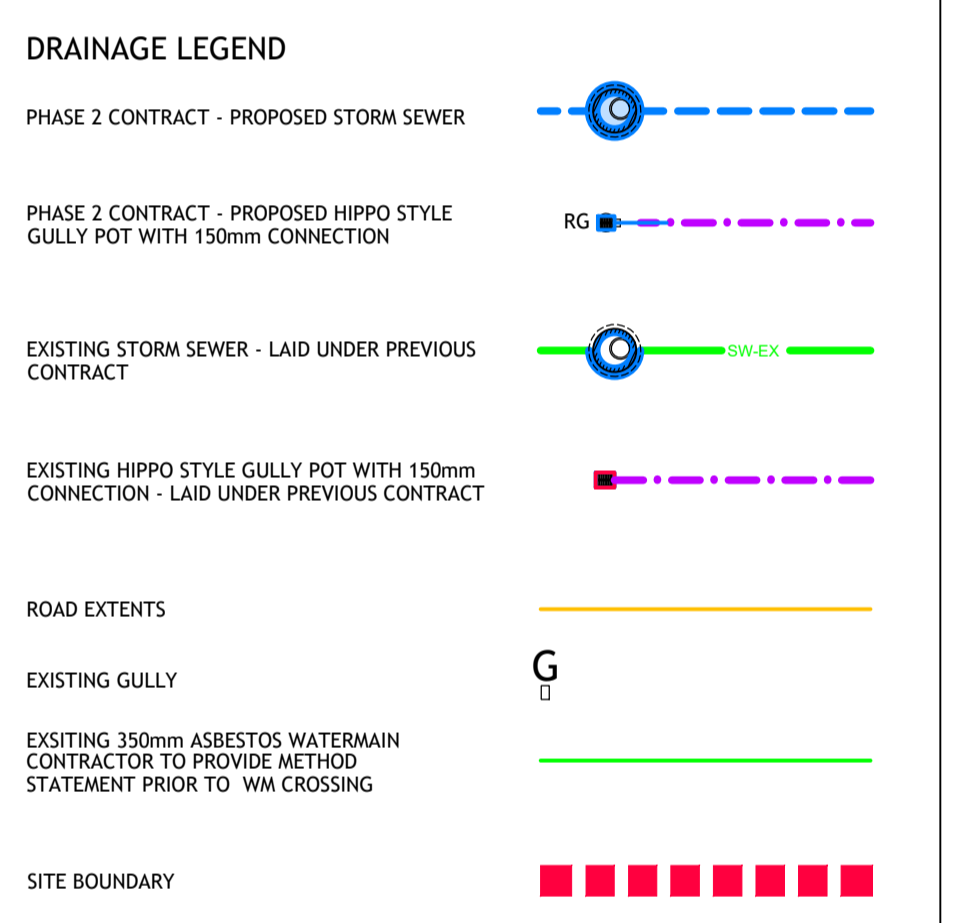 DRAINAGE LEGEND
PHASE 2 CONTRACT - PROPOSED STORM SEWER
PHASE 2 CONTRACT - PROPOSED HIPPO STYLE
GULLY POT WITH 150mm CONNECTION
RG
EXISTING STORM SEWER - LAID UNDER PREVIOUS
CONTRACT
SW-EX
EXISTING HIPPO STYLE GULLY POT WITH 150mm
CONNECTION - LAID UNDER PREVIOUS CONTRACT
ROAD EXTENTS
EXISTING GULLY
G
EXSITING 350mm ASBESTOS WATERMAIN
CONTRACTOR TO PROVIDE METHOD
STATEMENT PRIOR TO  WM CROSSING
SITE BOUNDARY